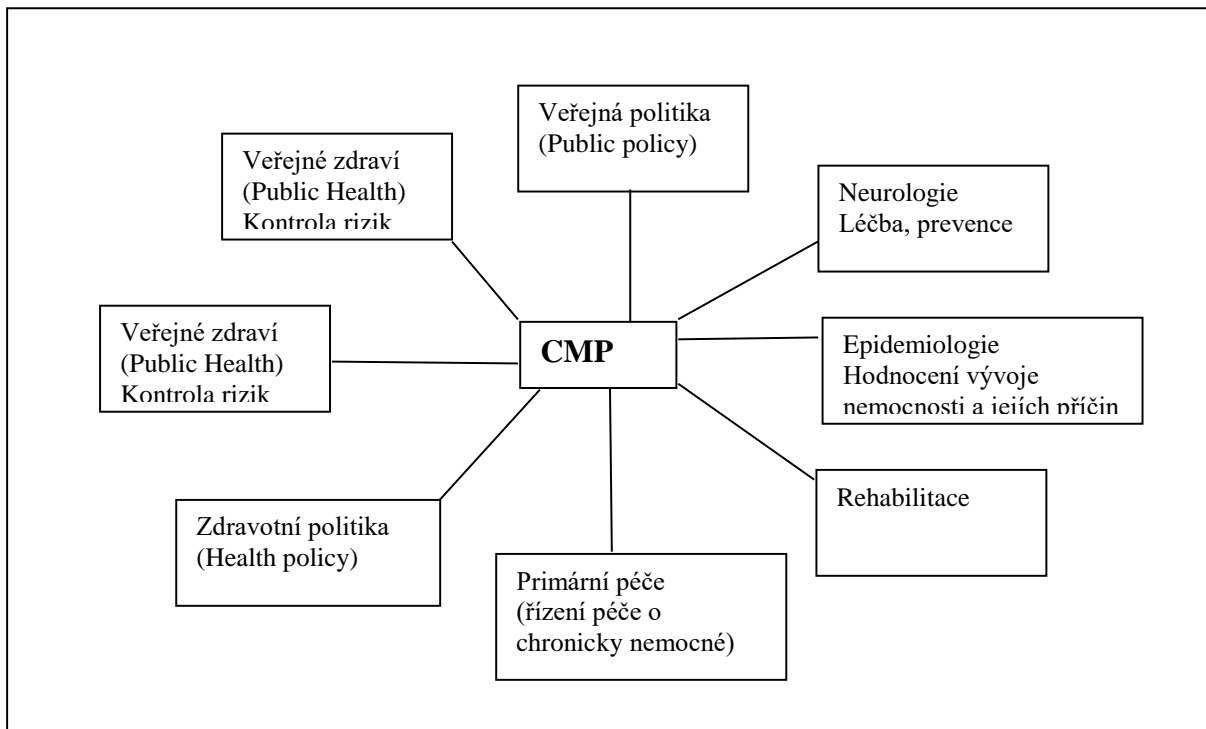 Veřejná politika
(Public policy)
Veřejné zdraví
(Public Health)
Kontrola rizik
Neurologie
Léčba, prevence
Veřejné zdraví
(Public Health)
Kontrola rizik
CMP
Epidemiologie
Hodnocení vývoje
nemocnosti a jejích příčin
Zdravotní politika
(Health policy)
Rehabilitace
Primární péče
(řízení péče o
chronicky nemocné)